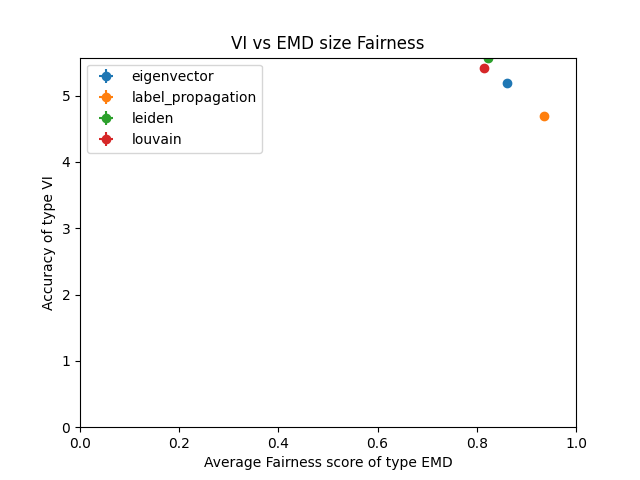 VI vs EMD size Fairness
eigenvector
label_propagation
leiden
louvain
5
4
3
2
1
0
Accuracy of type VI
0.0 0.2 0.4 0.6 0.8 1.0
Average Fairness score of type EMD